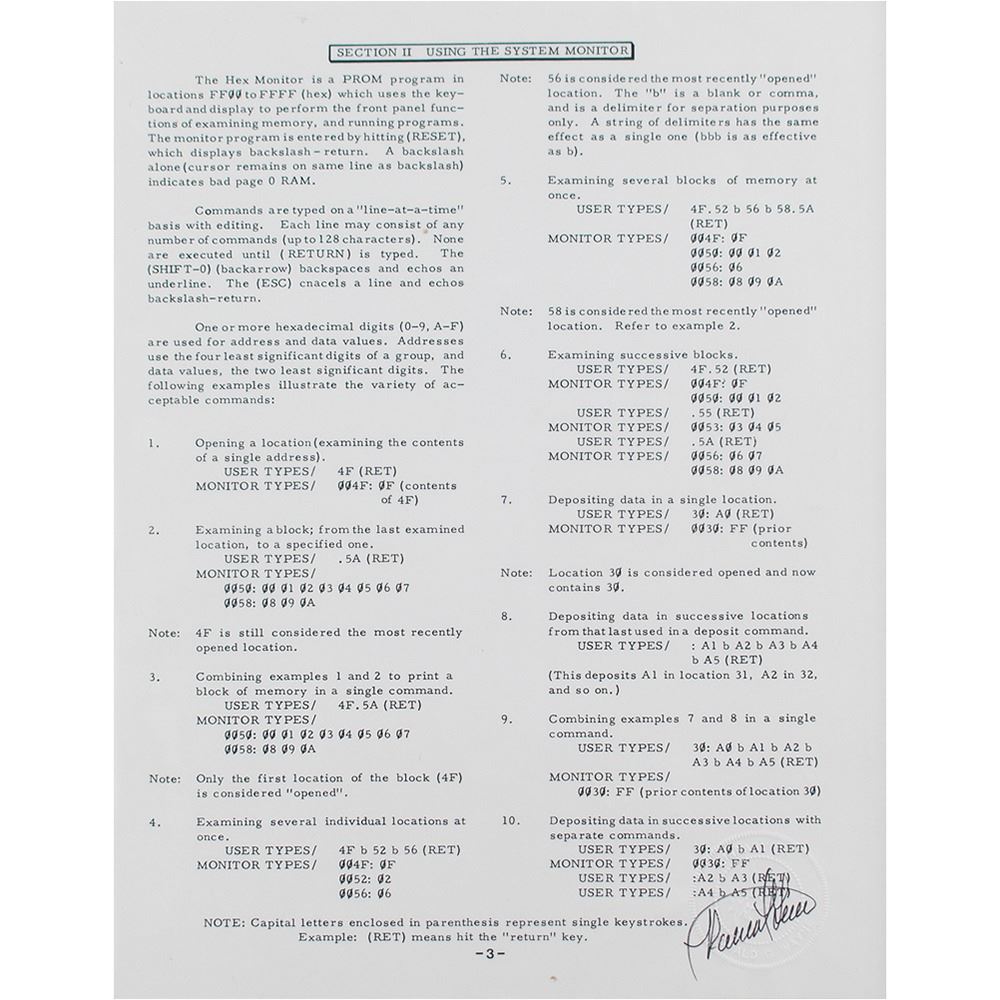 SECTION II   USING THE SYSTEM MONITOR
The Hex Monitor is a PROM program in
locations FF00 to FFFF (hex) which uses the key-
board and display to perform the front panel func-
tions of examining memory, and running programs.
The monitor program is entered by hitting (RESET),
which displays backslash - return. A backslash
alone (cursor remains on same line as backslash)
indicates bad page 0 RAM.
Commands are typed on a "line-at-a-time"
basis with editing. Each line may consist of any
number of commands (up to 128 characters). None
are executed until (RETURN) is typed. The
(SHIFT-0) (backarrow) backspaces and echos an
underline. The (ESC) cnacels a line and echos
backslash-return.
One or more hexadecimal digits (0-9, A-F)
are used for address and data values. Addresses
use the four least significant digits of a group, and
data values, the two least significant digits. The
following examples illustrate the variety of ac-
ceptable commands:
1. Opening a location (examining the contents
of a single address).
USER TYPES/ 4F (RET)
MONITOR TYPES/ 004F: 0F (contents
of 4F)
2. Examining a block; from the last examined
location, to a specified one.
USER TYPES/ .5A (RET)
MONITOR TYPES/
0050: 00 01 02 03 04 05 06 07
0058: 08 09 0A
Note: 4F is still considered the most recently
opened location.
3. Combining examples 1 and 2 to print a
block of memory in a single command.
USER TYPES/ 4F.5A (RET)
MONITOR TYPES/
0050: 00 01 02 03 04 05 06 07
0058: 08 09 0A
Note: Only the first location of the block (4F)
is considered "opened".
4. Examining several individual locations at
once.
USER TYPES/ 4F b 52 b 56 (RET)
MONITOR TYPES/ 004F: 0F
0052: 02
0056: 06
Note: 56 is considered the most recently "opened"
location. The "b" is a blank or comma,
and is a delimiter for separation purposes
only. A string of delimiters has the same
effect as a single one (bbb is as effective
as b).
5. Examining several blocks of memory at
once.
USER TYPES/ 4F.52 b 56 b 58.5A
(RET)
MONITOR TYPES/ 004F: 0F
0050: 00 01 02
0056: 06
0058: 08 09 0A
Note: 58 is considered the most recently "opened"
location. Refer to example 2.
6. Examining successive blocks.
USER TYPES/ 4F.52 (RET)
MONITOR TYPES/ 004F: 0F
0050: 00 01 02
USER TYPES/ .55 (RET)
MONITOR TYPES/ 0053: 03 04 05
USER TYPES/ .5A (RET)
MONITOR TYPES/ 0056: 06 07
0058: 08 09 0A
7. Depositing data in a single location.
USER TYPES/ 30: A0 (RET)
MONITOR TYPES/ 0030: FF (prior
contents)
Note: Location 30 is considered opened and now
contains 30.
8. Depositing data in successive locations
from that last used in a deposit command.
USER TYPES/ : A1 b A2 b A3 b A4
b A5 (RET)
(This deposits A1 in location 31, A2 in 32,
and so on.)
9. Combining examples 7 and 8 in a single
command.
USER TYPES/ 30: A0 b A1 b A2 b
A3 b A4 b A5 (RET)
MONITOR TYPES/
0030: FF (prior contents of location 30)
10. Depositing data in successive locations with
separate commands.
USER TYPES/ 30: A0 b A1 (RET)
MONITOR TYPES/ 0030: FF
USER TYPES/ :A2 b A3 (RET)
USER TYPES/ :A4 b A5 (RET)
NOTE: Capital letters enclosed in parenthesis represent single keystrokes.
Example: (RET) means hit the "return" key.
-3-